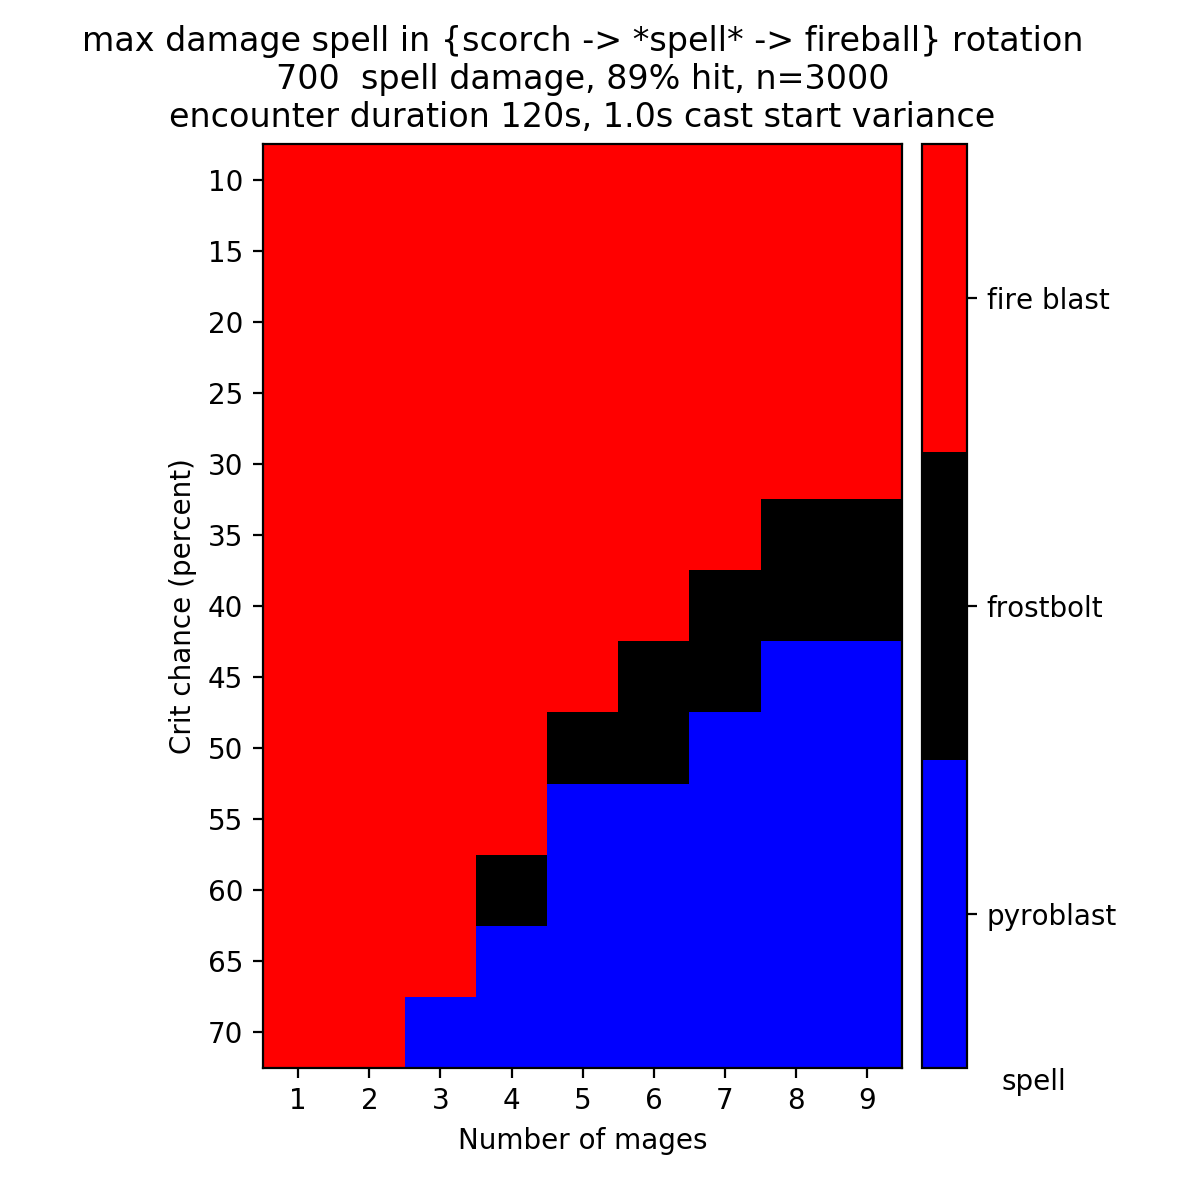 max damage spell in {scorch -> *spell* -> fireball} rotation
700  spell damage, 89% hit, n=3000
encounter duration 120s, 1.0s cast start variance
Crit chance (percent)
10
15
20
25
30
35
40
45
50
55
60
65
70
1 2 3 4 5 6 7 8 9
Number of mages
fire blast
frostbolt
pyroblast
spell